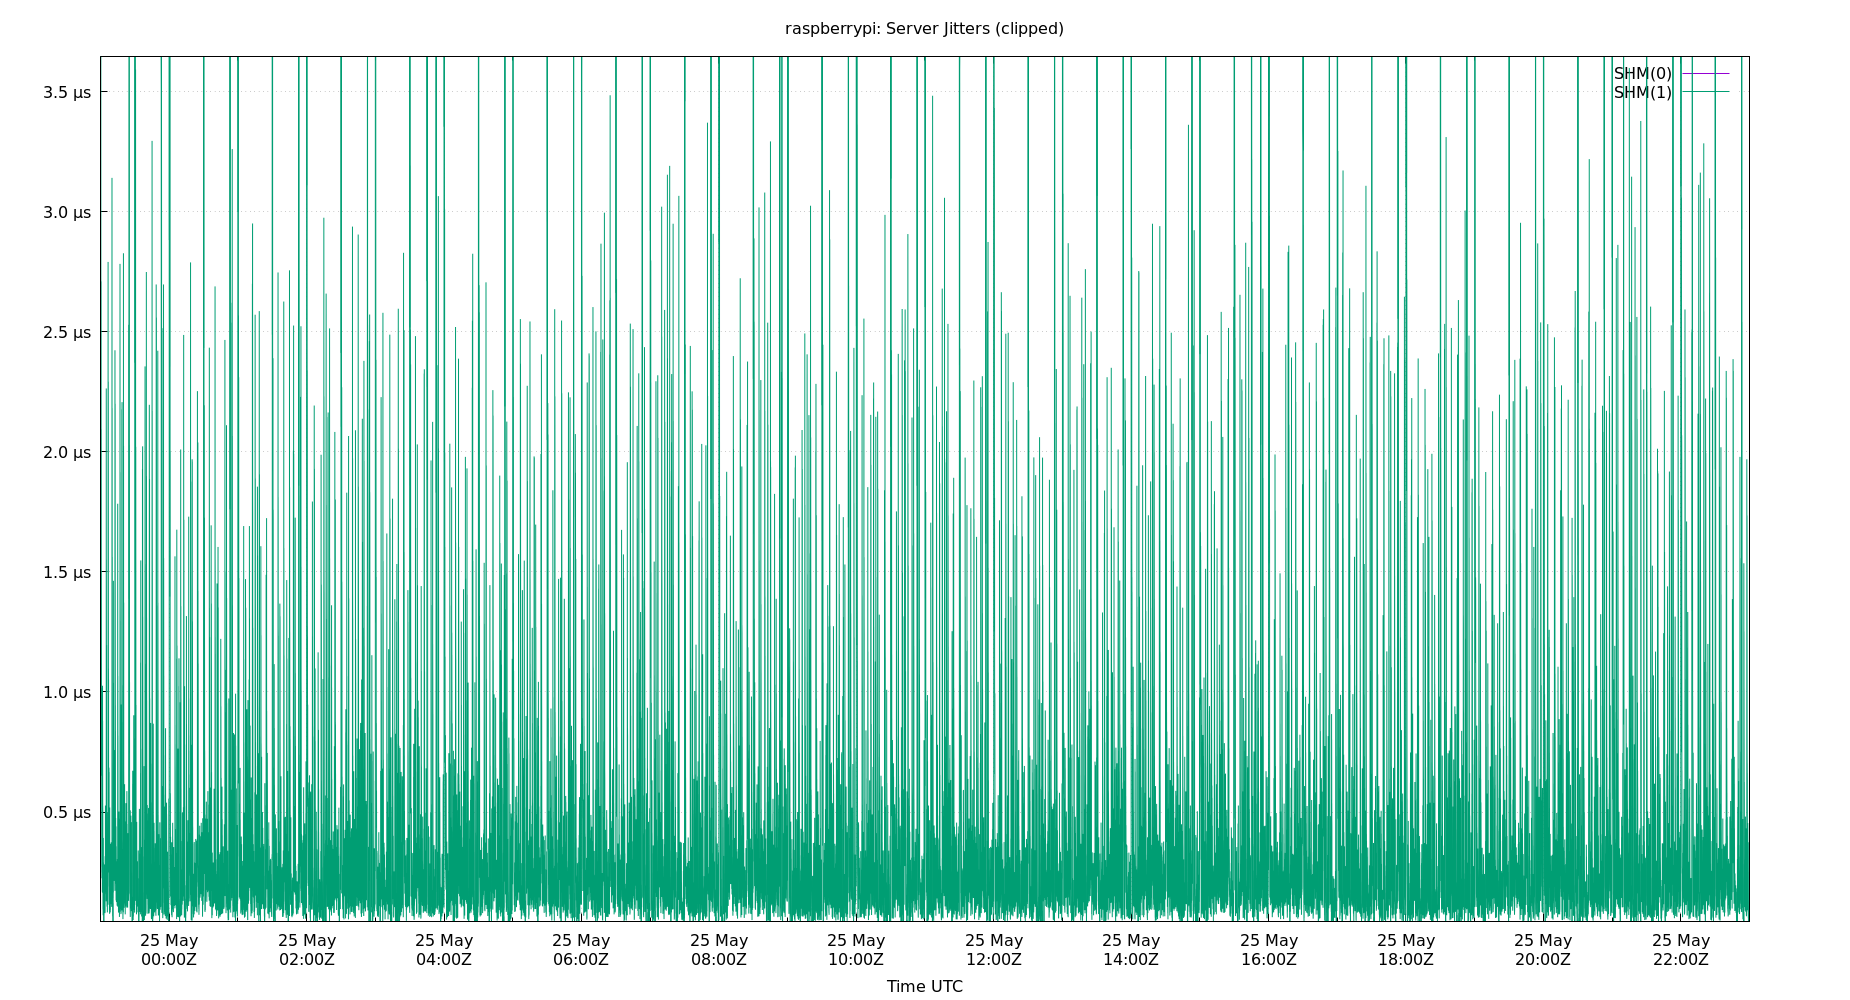 raspberrypi: Server Jitters (clipped)
SHM(0)
SHM(1)
3.5 µs
3.0 µs
2.5 µs
2.0 µs
1.5 µs
1.0 µs
0.5 µs
25 May 25 May 25 May 25 May 25 May 25 May 25 May 25 May 25 May 25 May 25 May 25 May
00:00Z 02:00Z 04:00Z 06:00Z 08:00Z 10:00Z 12:00Z 14:00Z 16:00Z 18:00Z 20:00Z 22:00Z
Time UTC